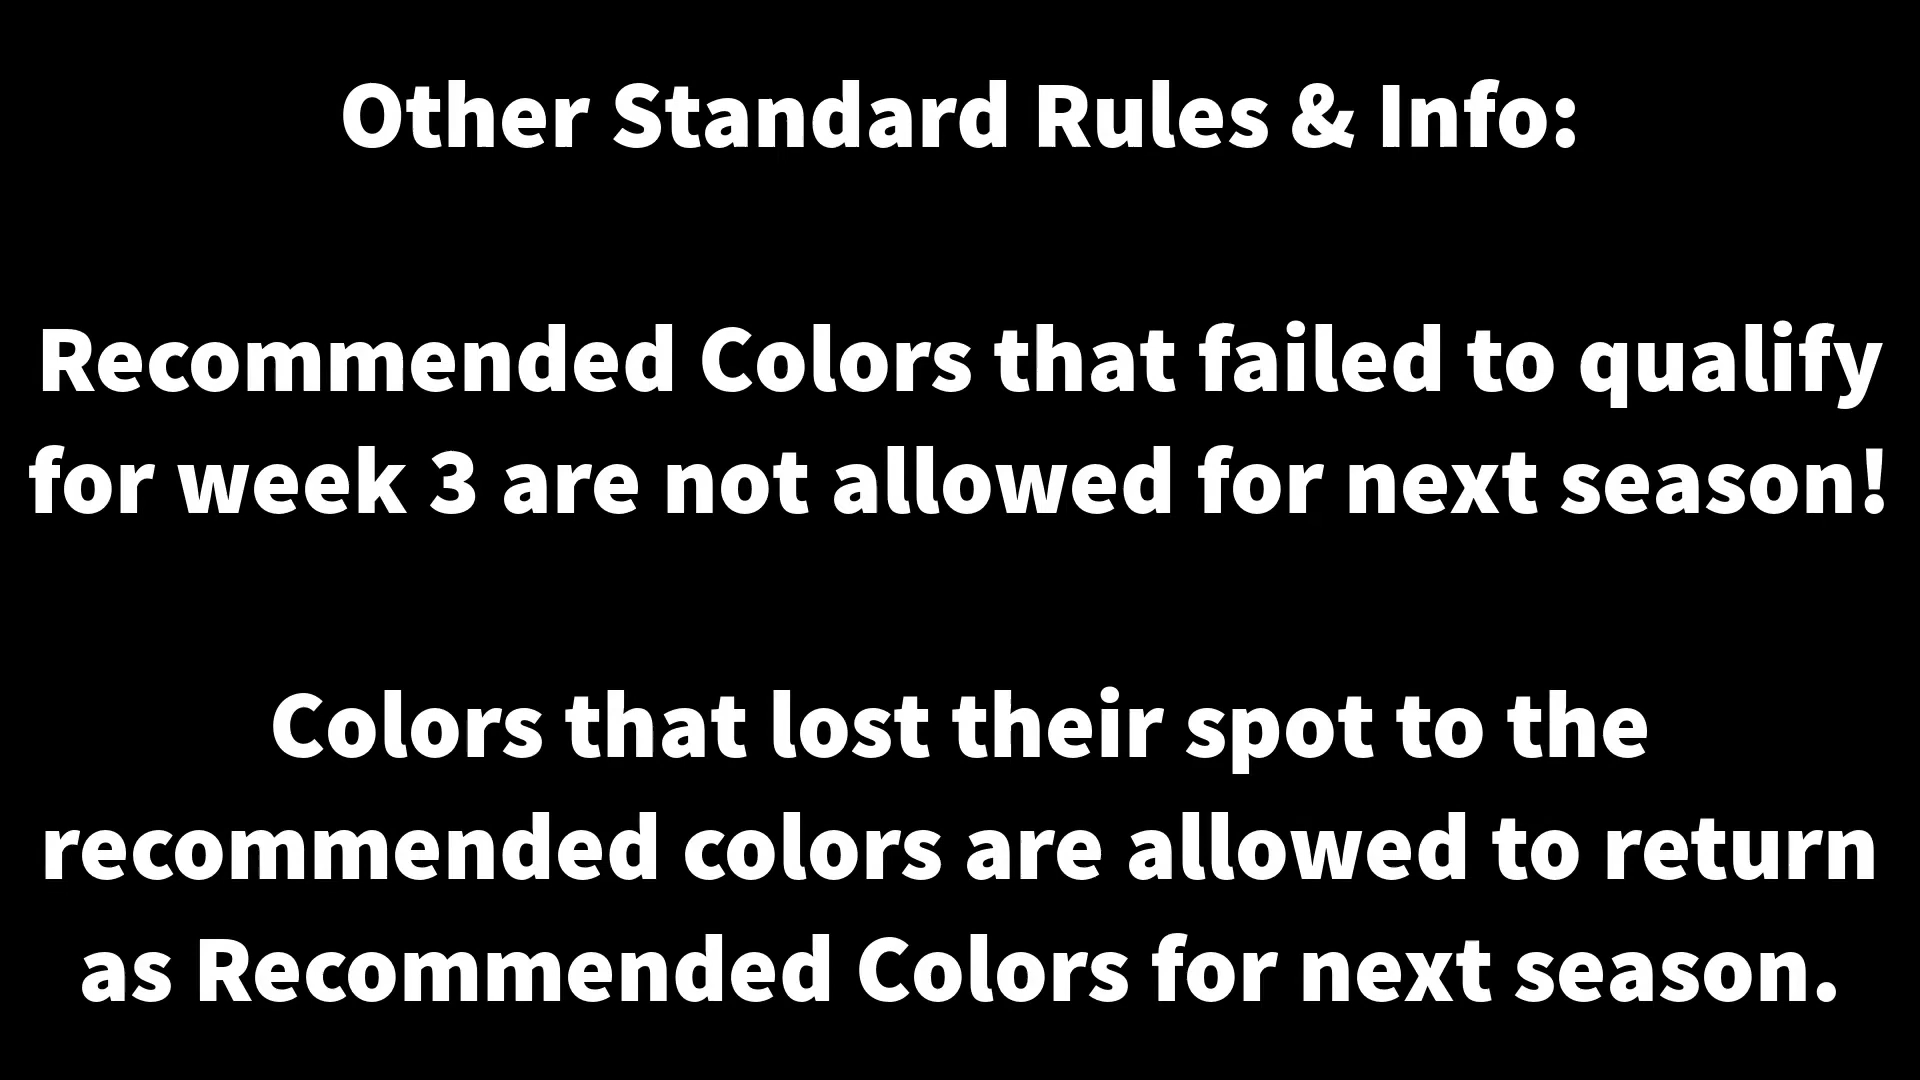 Other Standard Rules & Info:
Recommended Colors that failed to qualify
for week 3 are not allowed for next season!
Colors that lost their spot to the
recommended colors are allowed to return
as Recommended Colors for next season.